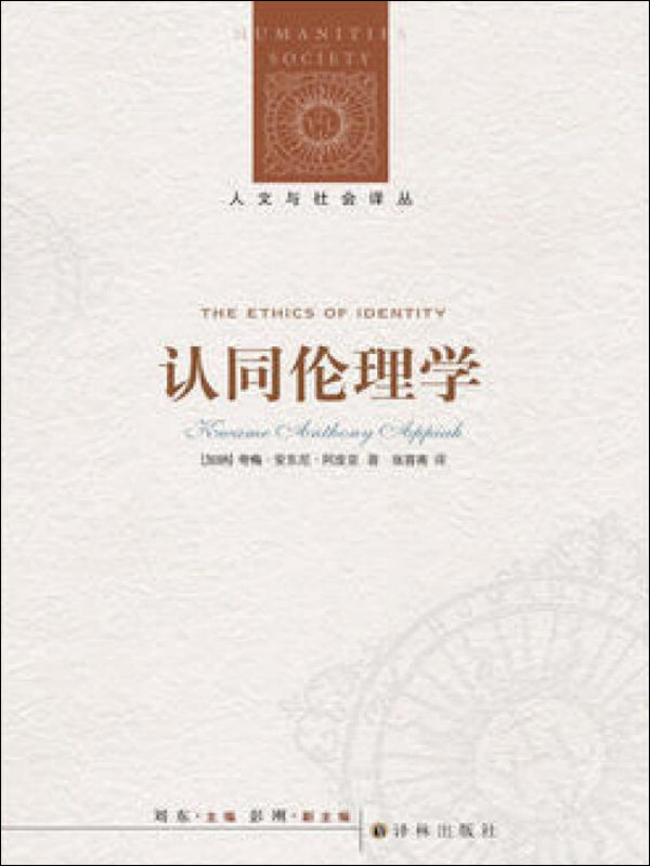 HUMANITIES
SOCIETY
人文与社会译丛
THE ETHICS OF IDENTITY
认同伦理学
Kwame Anthony Appiah
[加纳] 夸梅·安东尼·阿皮亚 著 张容南 译
刘东·主编 彭刚·副主编 译林出版社